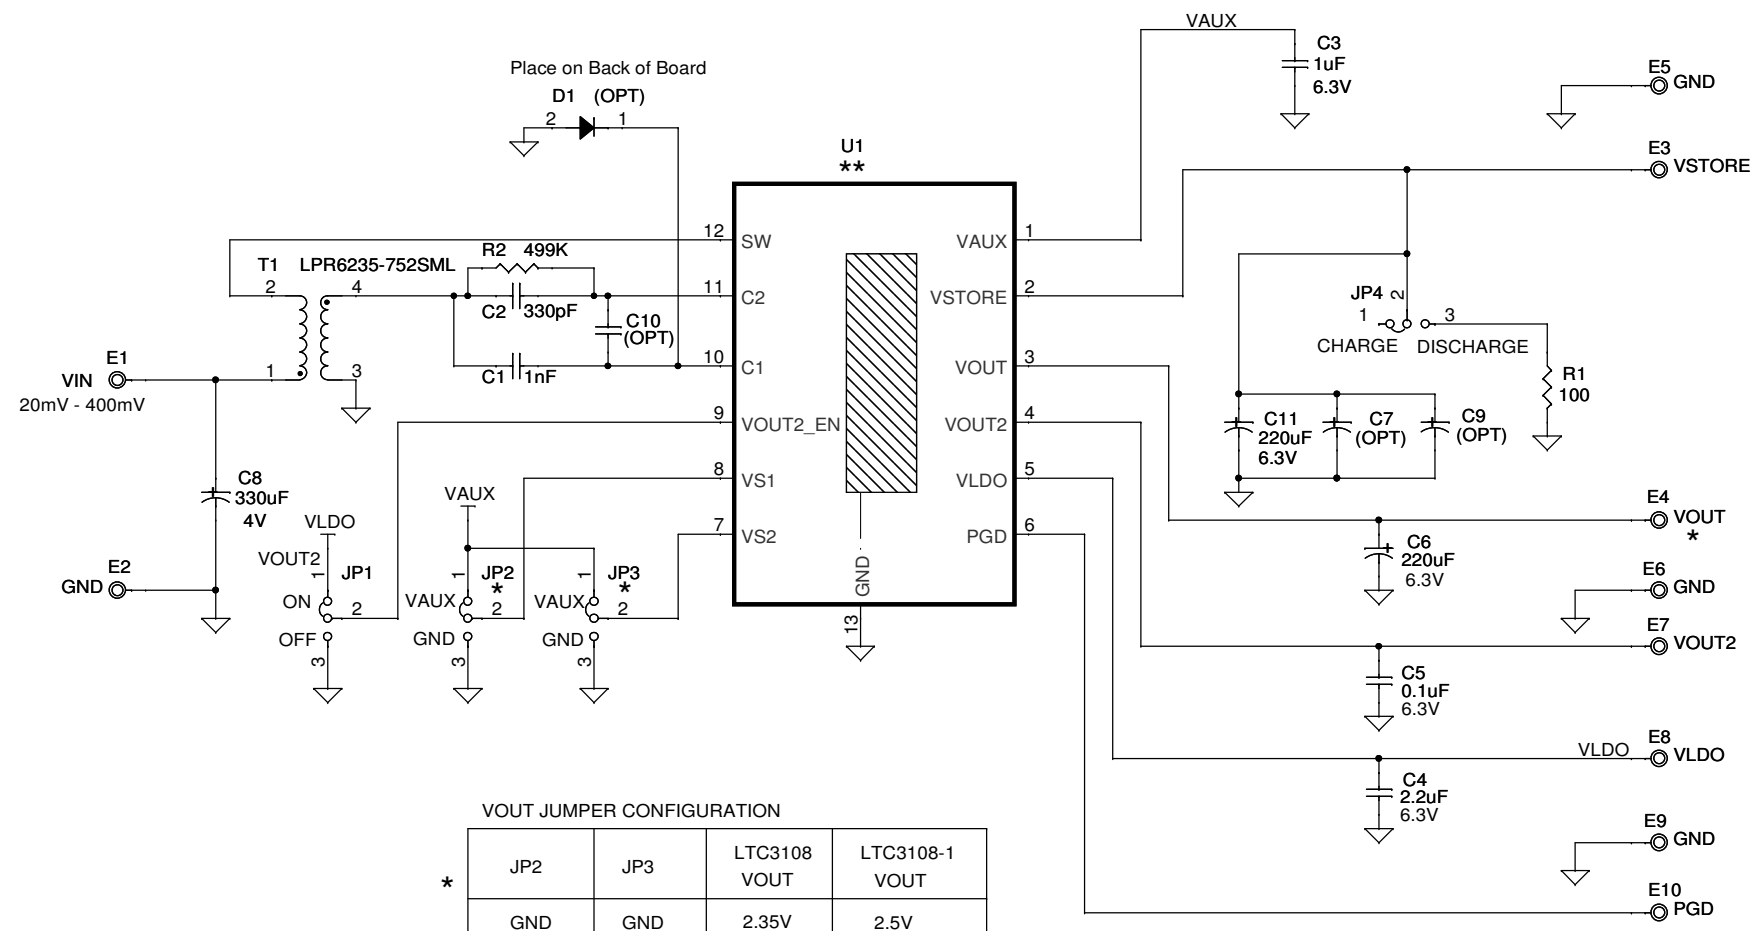 VAUX
C3
1uF
6.3V
E5
GND
Place on Back of Board
D1 (OPT)
2 1
E3
VSTORE
U1
**
12 SW
VAUX 1
R2 499K
T1 LPR6235-752SML
2 4
11 C2
VSTORE 2
C2 330pF
C10
(OPT)
JP4 2
1 3
CHARGE DISCHARGE
E1
VIN
20mV - 400mV
1 3
C1 1nF
10 C1
VOUT 3
R1
100
9 VOUT2_EN
VOUT2 4
C11
220uF
6.3V
C7
(OPT)
C9
(OPT)
8 VS1
VLDO 5
C8
330uF
4V
VAUX
VLDO
7 VS2
PGD 6
E4
VOUT
*
C6
220uF
6.3V
VOUT2
1 JP1
ON
2
OFF
3
1 JP2
*
VAUX
2
GND
3
1 JP3
*
VAUX
2
GND
3
GND
13
E2
GND
E6
GND
E7
VOUT2
C5
0.1uF
6.3V
VLDO
E8
VLDO
C4
2.2uF
6.3V
E9
GND
E10
PGD
VOUT JUMPER CONFIGURATION
*
JP2 JP3 LTC3108 VOUT LTC3108-1 VOUT
GND GND 2.35V 2.5V